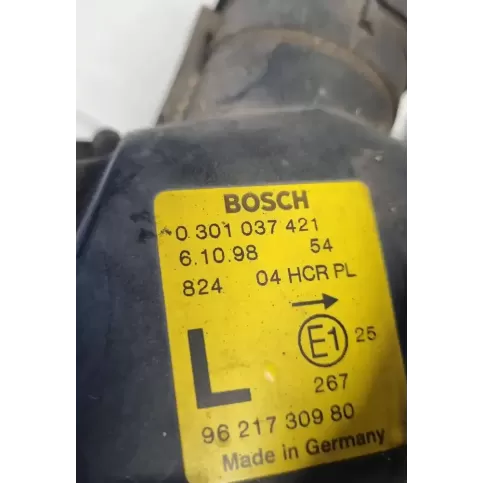 BOSCH
0 301 037 421
6.10.98 54
824 04 HCR PL
L E1 25
267
96 217 309 80
Made in Germany